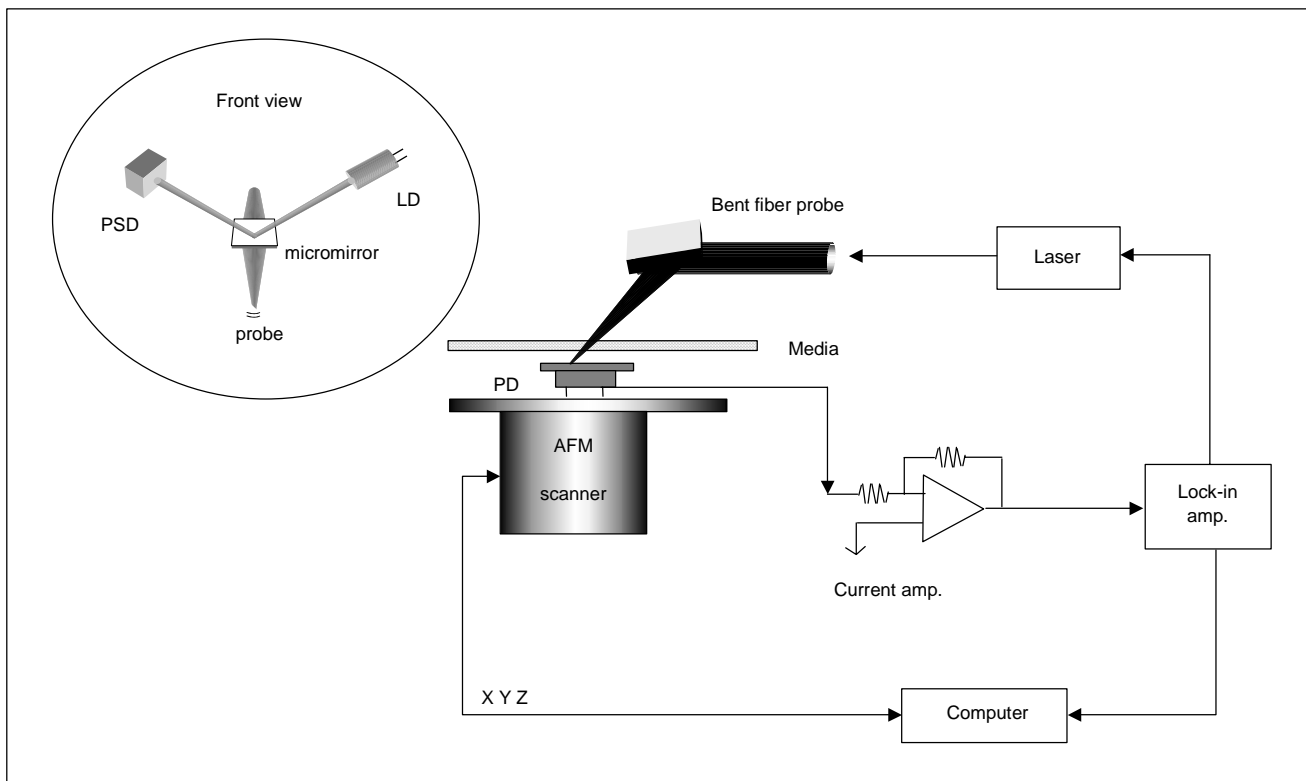 Front view
PSD
LD
micromirror
probe
Bent fiber probe
Laser
Media
PD
AFM
scanner
Lock-in
amp.
Current amp.
X Y Z
Computer